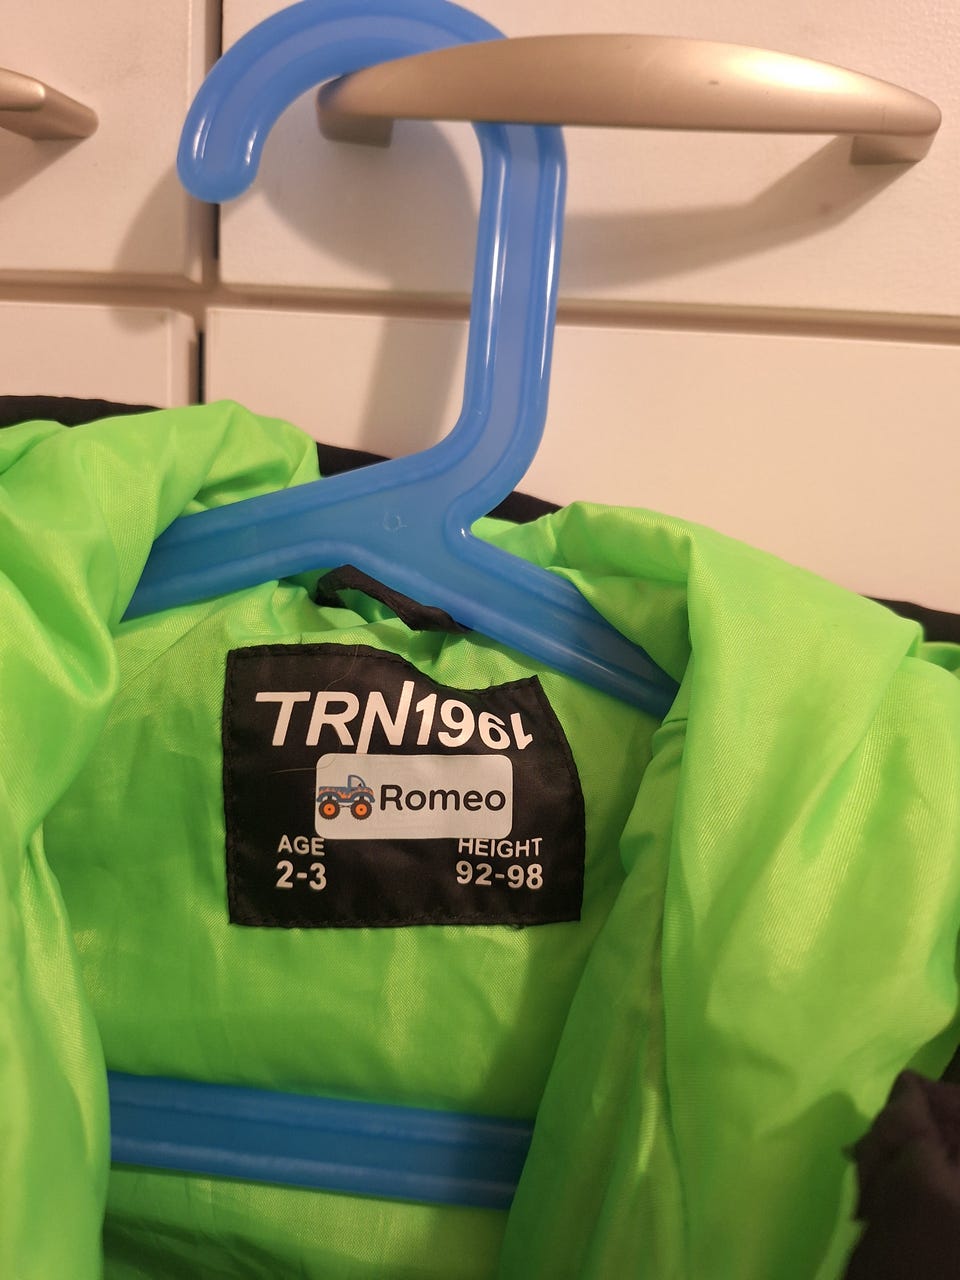 TRN1961
Romeo
AGE HEIGHT
2-3 92-98